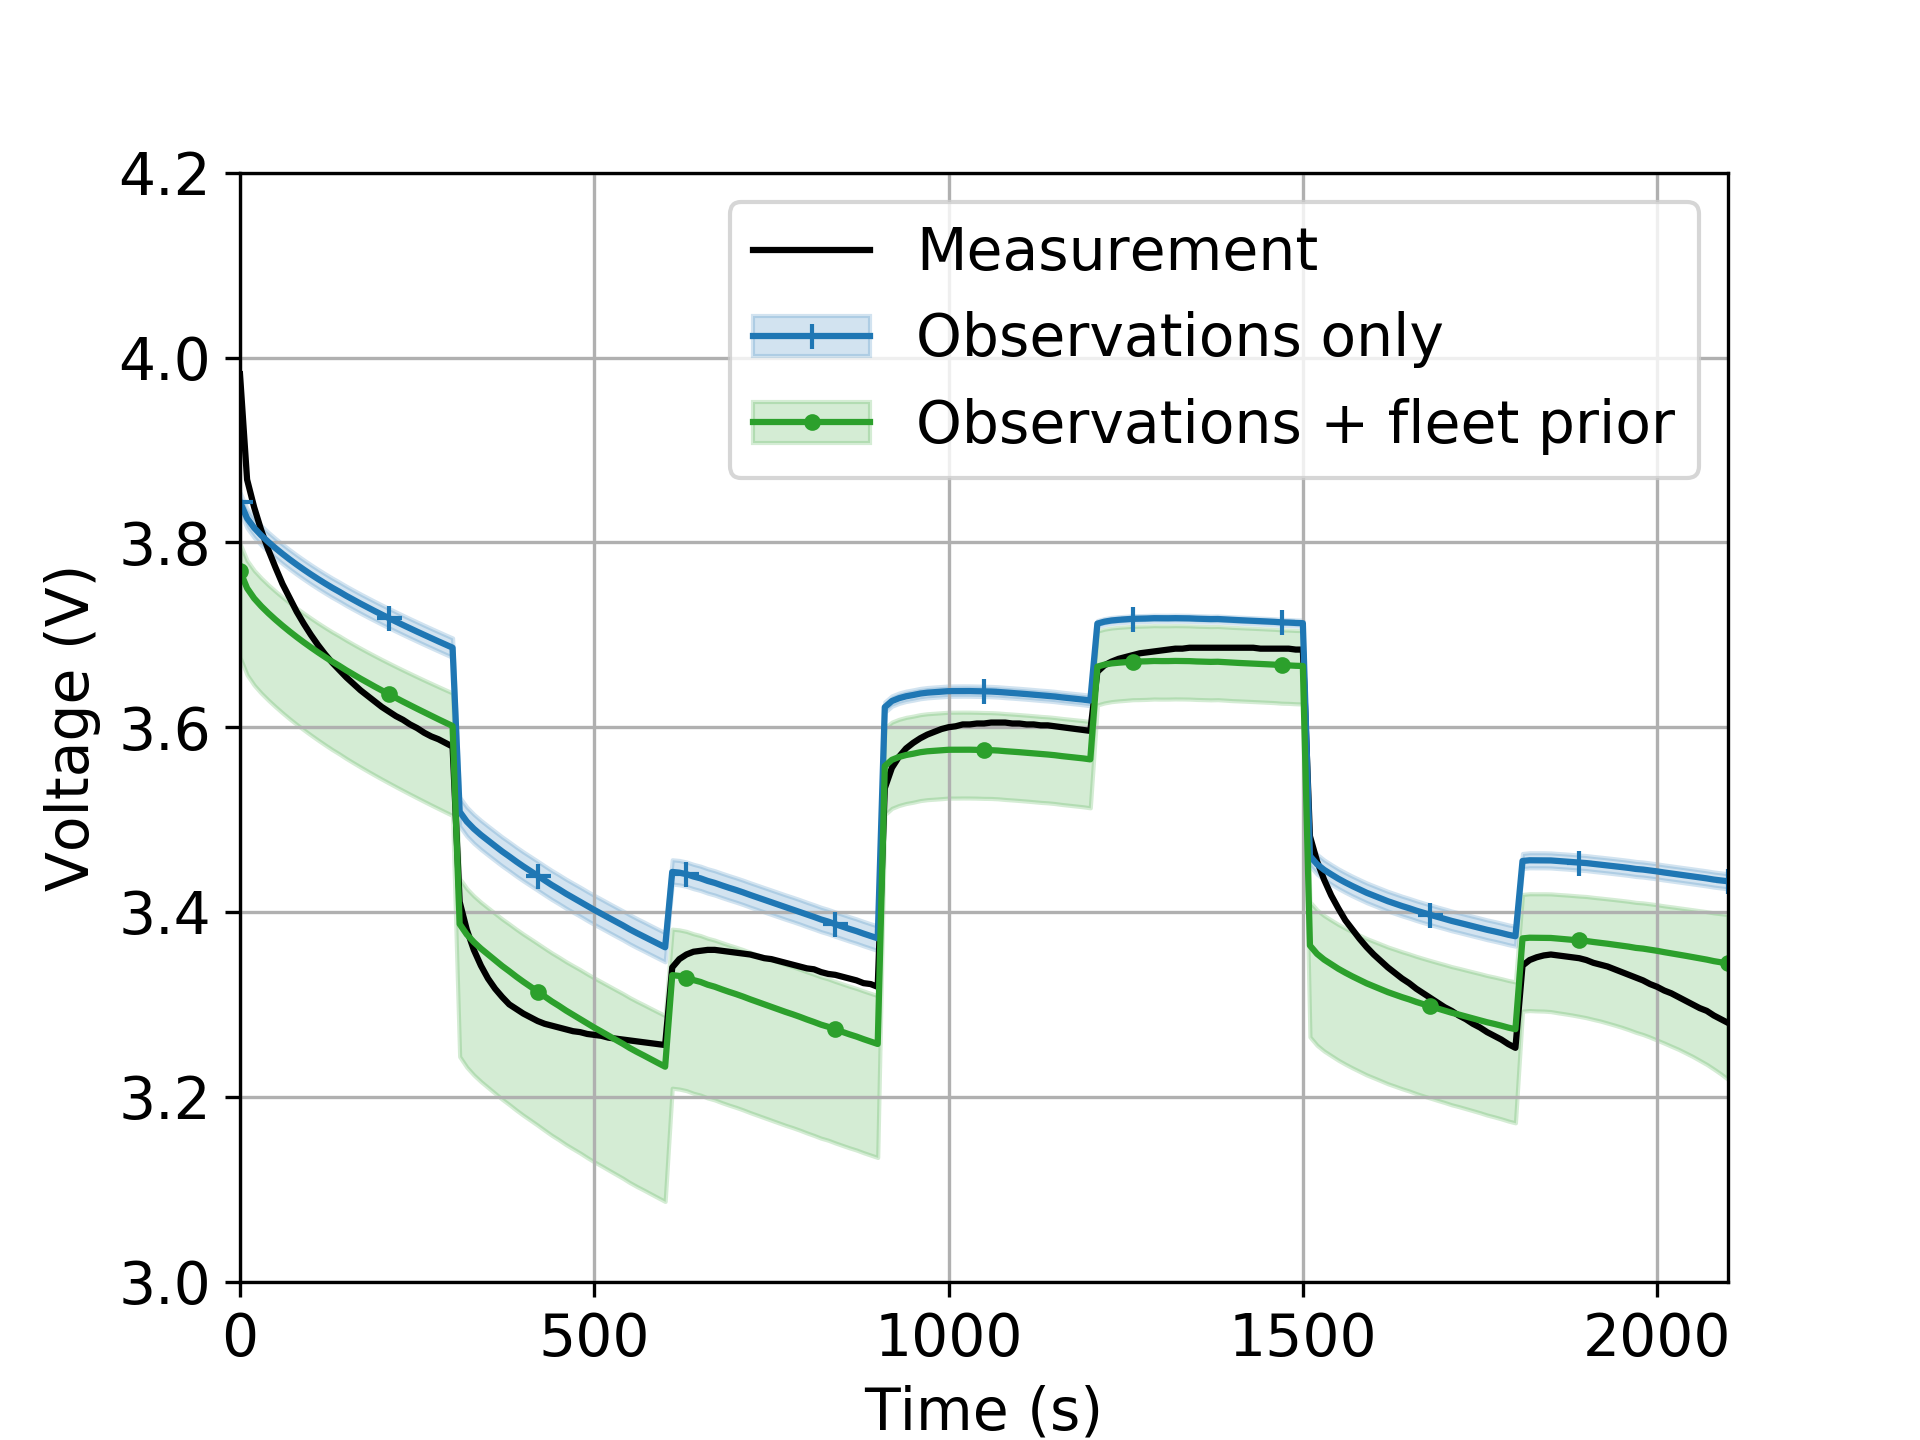 4.2
4.0
3.8
3.6
3.4
3.2
3.0
Voltage (V)
Measurement
Observations only
Observations + fleet prior
0 500 1000 1500 2000
Time (s)